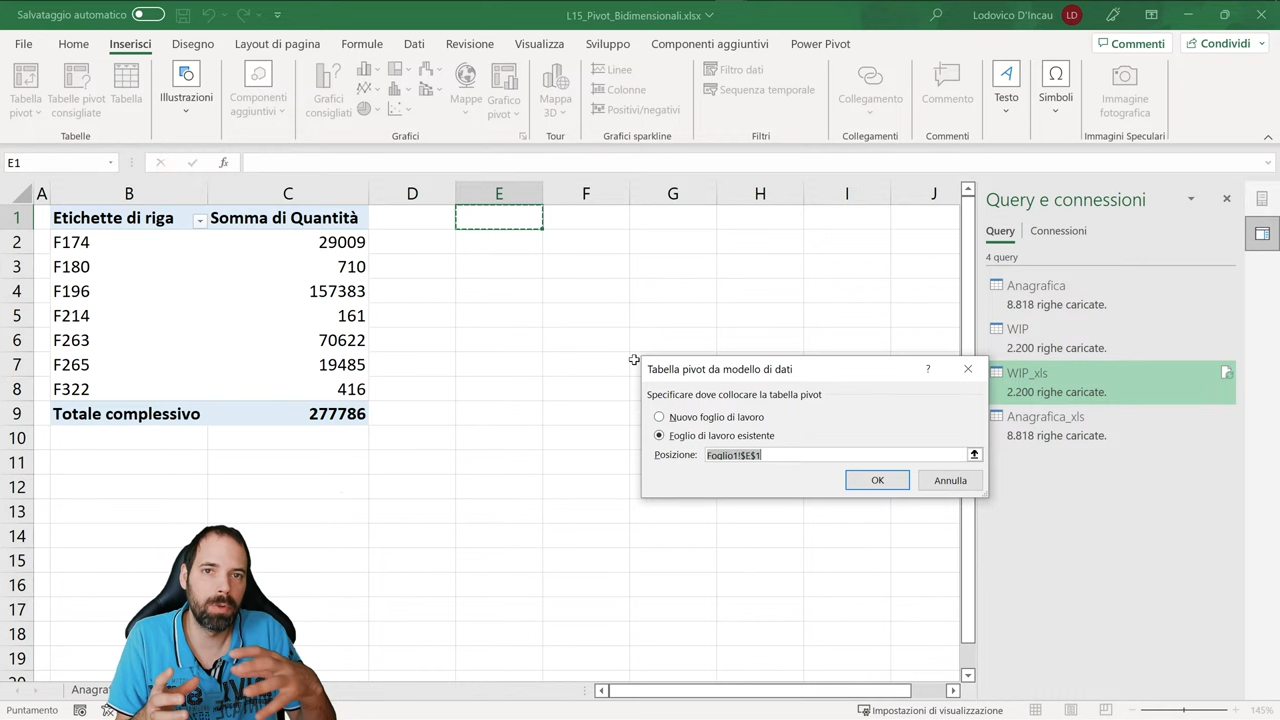 Salvataggio automatico
L15_Pivot_Bidimensionali.xlsx
Lodovico D'Incau
LD
File Home Inserisci Disegno Layout di pagina Formule Dati Revisione Visualizza Sviluppo Componenti aggiuntivi Power Pivot
Commenti
Condividi
Tabella pivot
Tabelle pivot consigliate
Tabella
Illustrazioni
Componenti aggiuntivi
Grafici consigliati
Mappe
Grafico pivot
Mappa 3D
Linee
Colonne
Positivi/negativi
Filtro dati
Sequenza temporale
Collegamento
Commento
Testo
Simboli
Immagine fotografica
Tabelle
Grafici
Tour
Grafici sparkline
Filtri
Collegamenti
Commenti
Immagini Speculari
E1
fx
A B C D E F G H I J
1 Etichette di riga Somma di Quantità
2 F174 29009
3 F180 710
4 F196 157383
5 F214 161
6 F263 70622
7 F265 19485
8 F322 416
9 Totale complessivo 277786
10
11
12
13
14
15
16
17
18
19
Tabella pivot da modello di dati
?
Specificare dove collocare la tabella pivot
Nuovo foglio di lavoro
Foglio di lavoro esistente
Posizione: Foglio1!$E$1
OK
Annulla
Query e connessioni
Query Connessioni
4 query
Anagrafica
8.818 righe caricate.
WIP
2.200 righe caricate.
WIP_xls
2.200 righe caricate.
Anagrafica_xls
8.818 righe caricate.
Puntamento
Impostazioni di visualizzazione
145%